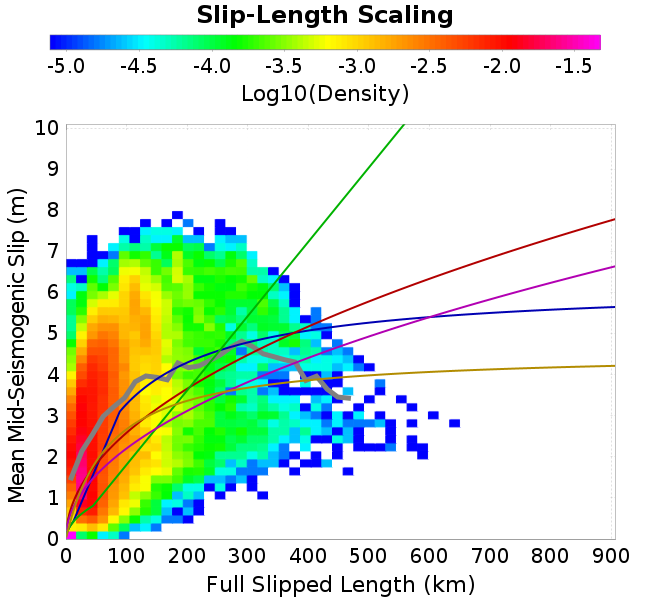 Slip-Length Scaling
-5.0 -4.5 -4.0 -3.5 -3.0 -2.5 -2.0 -1.5
Log10(Density)
Mean Mid-Seismogenic Slip (m)
10
9
8
7
6
5
4
3
2
1
0
0 100 200 300 400 500 600 700 800 900
Full Slipped Length (km)